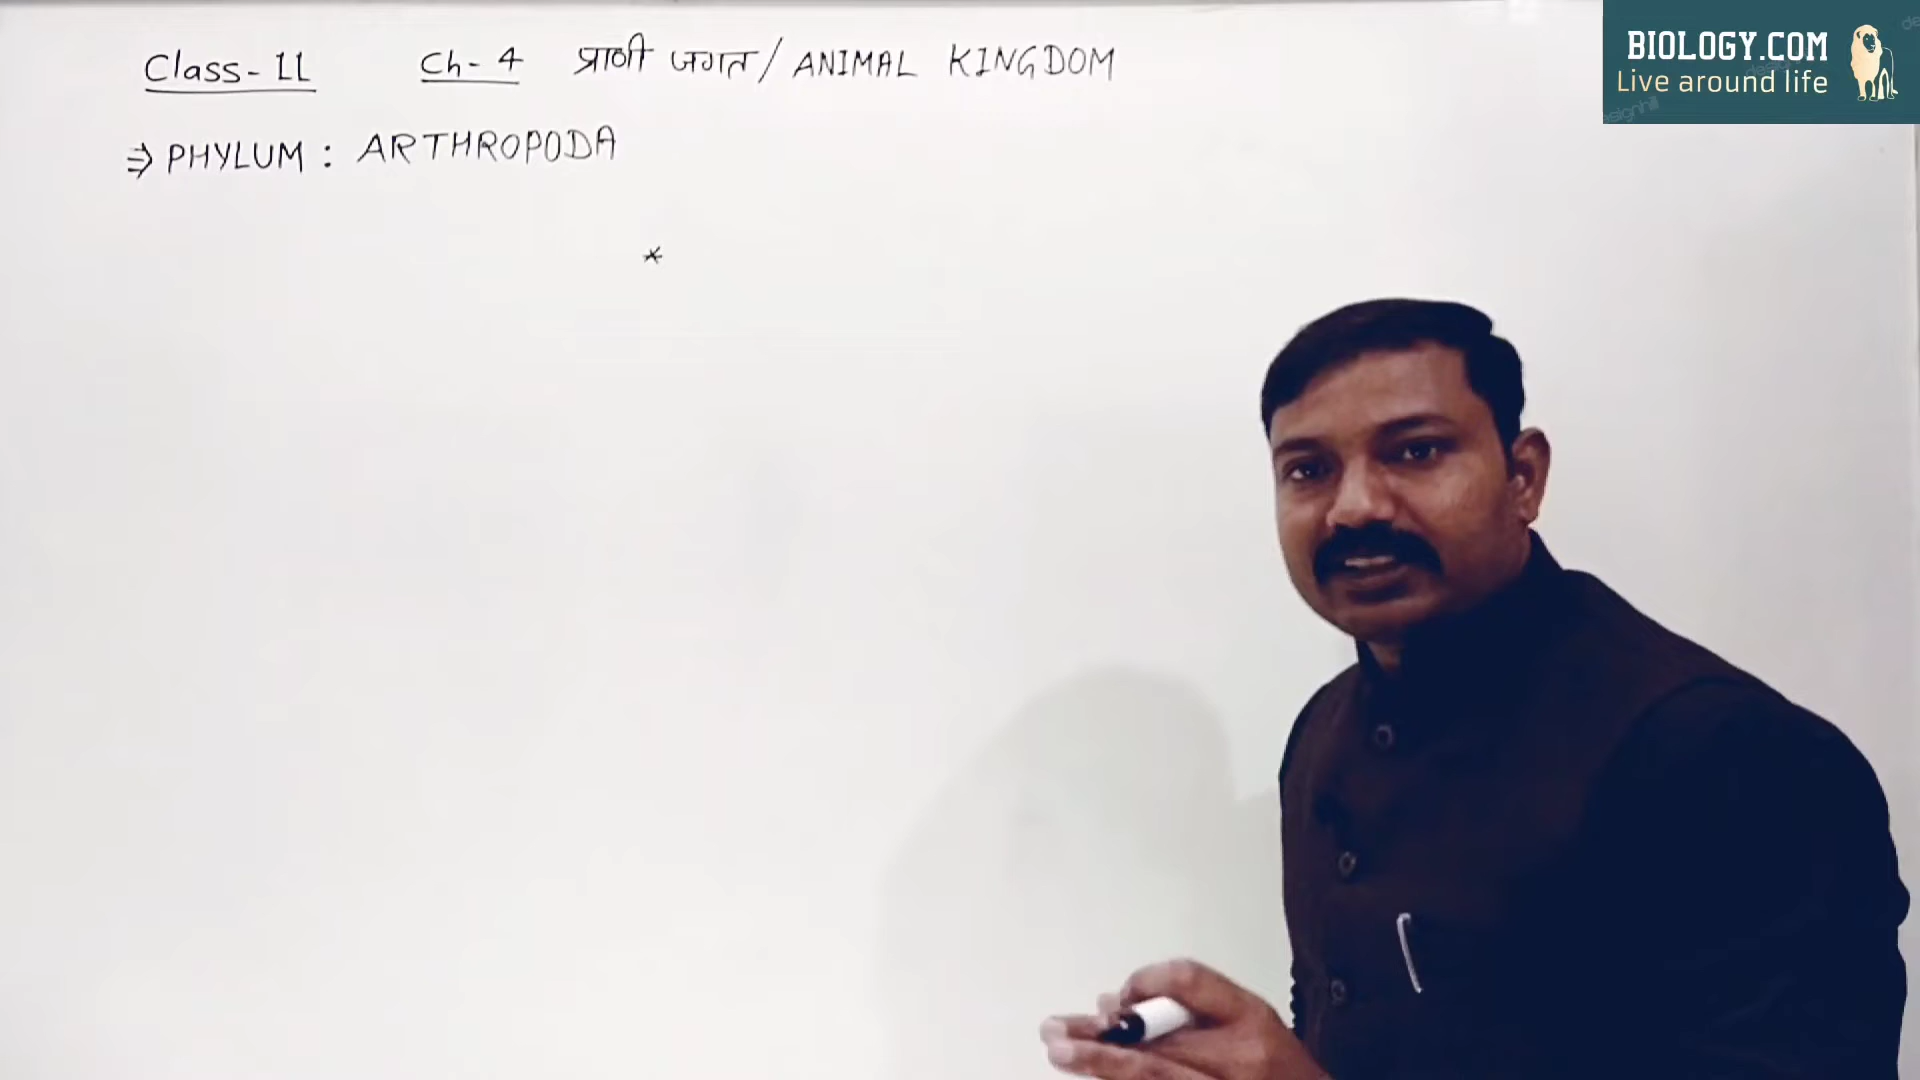 Class-11 Ch-4 प्राणी जगत/ ANIMAL KINGDOM
⇒ PHYLUM : ARTHROPODA
*
BIOLOGY.COM
Live around life